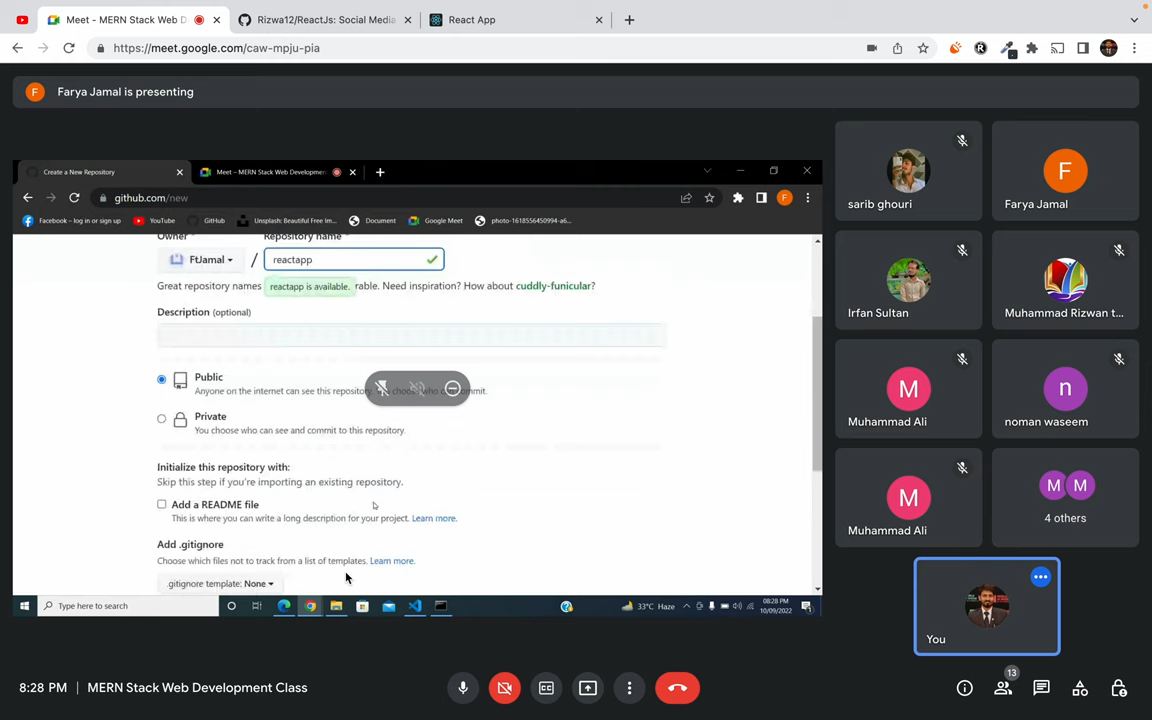 Meet - MERN Stack Web D
Rizwa12/ReactJs: Social Media
React App
https://meet.google.com/caw-mpju-pia
F
Farya Jamal is presenting
Create a New Repository
Meet – MERN Stack Web Developmen
github.com/new
F
Facebook – log in or sign up
YouTube
GitHub
Unsplash: Beautiful Free Im...
Document
Google Meet
photo-1618556450994-a6...
Owner *
Repository name *
FtJamal
/
reactapp
Great repository names
reactapp is available.
rable. Need inspiration? How about cuddly-funicular?
Description (optional)
Public
Anyone on the internet can see this repository.
commit.
Private
You choose who can see and commit to this repository.
Initialize this repository with:
Skip this step if you're importing an existing repository.
Add a README file
This is where you can write a long description for your project. Learn more.
Add .gitignore
Choose which files not to track from a list of templates. Learn more.
.gitignore template: None
Type here to search
33°C Haze
08:28 PM
10/09/2022
sarib ghouri
F
Farya Jamal
Irfan Sultan
Muhammad Rizwan t...
M
Muhammad Ali
n
noman waseem
M
Muhammad Ali
M M
4 others
You
8:28 PM
MERN Stack Web Development Class
13